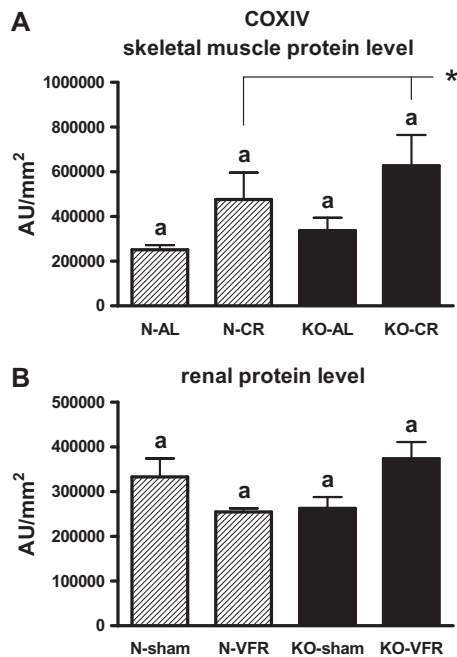 A
COXIV
skeletal muscle protein level
AU/mm²
1000000
800000
600000
400000
200000
0
a
a
a
a
*
N-AL
N-CR
KO-AL
KO-CR
B
renal protein level
AU/mm²
500000
400000
300000
200000
100000
0
a
a
a
a
N-sham
N-VFR
KO-sham
KO-VFR